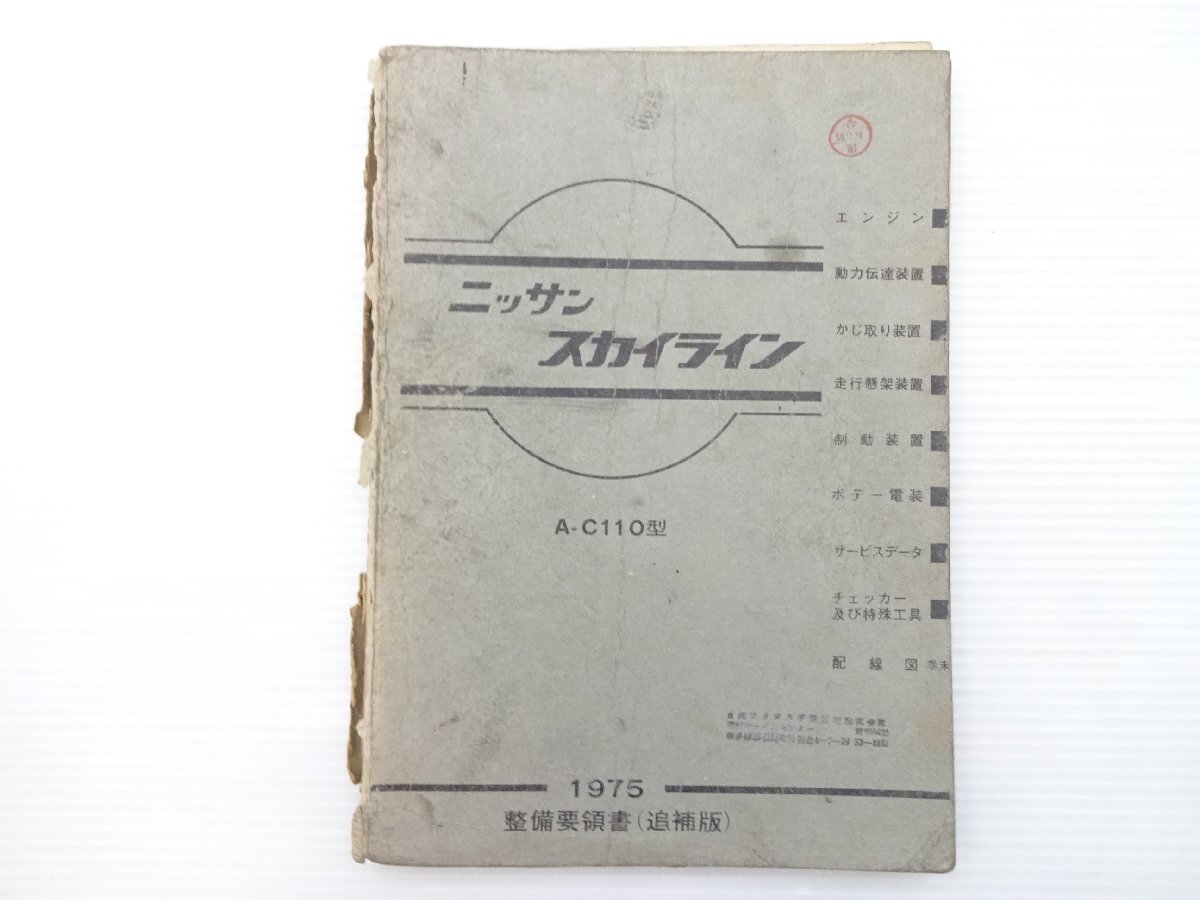 ニッサン
スカイライン
A-C110型
エンジン
動力伝達装置
かじ取り装置
走行懸架装置
制動装置
ボデー電装
サービスデータ
チェッカー
及び特殊工具
配線図 巻末
1975
整備要領書(追補版)